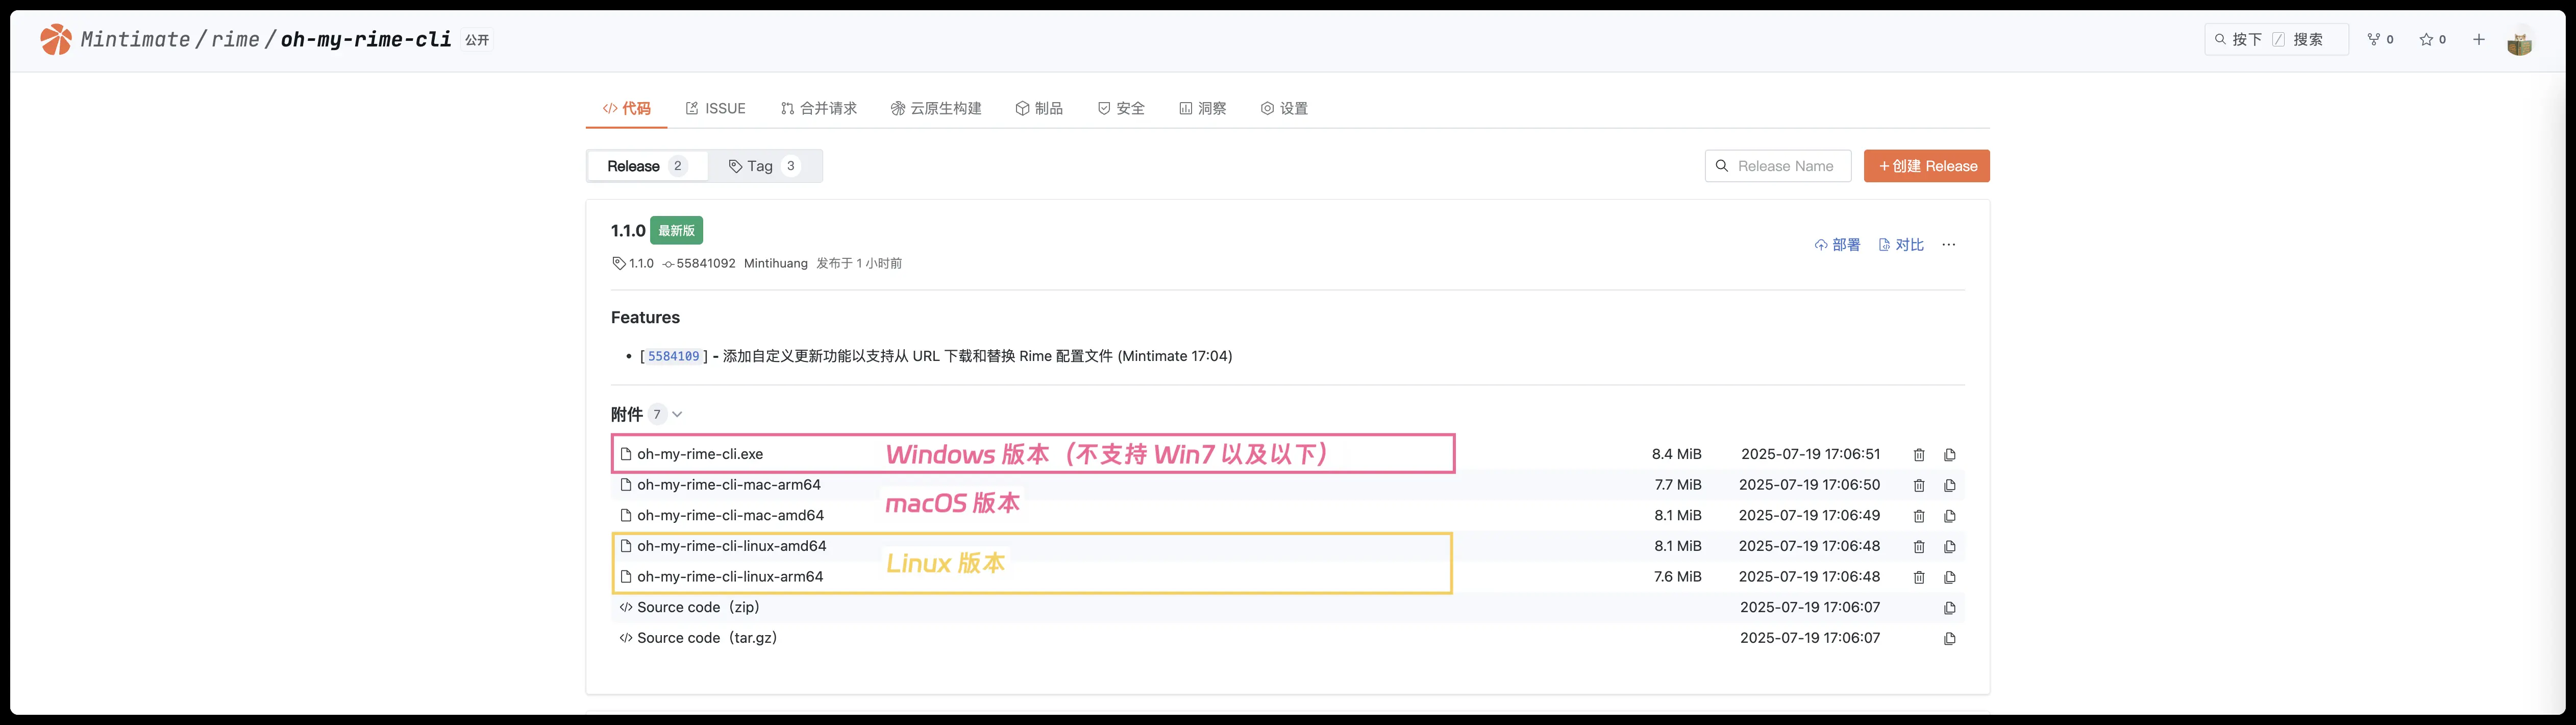 Mintimate / rime / oh-my-rime-cli 公开
按下 / 搜索 0 0
代码 ISSUE 合并请求 云原生构建 制品 安全 洞察 设置
Release 2 Tag 3 Release Name +创建 Release
1.1.0 最新版
部署 对比 ···
1.1.0 55841092 Mintihuang 发布于 1 小时前
Features
• [ 5584109 ] - 添加自定义更新功能以支持从 URL 下载和替换 Rime 配置文件 (Mintimate 17:04)
附件 7
oh-my-rime-cli.exe Windows 版本（不支持 Win7 以及以下） 8.4 MiB 2025-07-19 17:06:51
oh-my-rime-cli-mac-arm64 7.7 MiB 2025-07-19 17:06:50
macOS 版本
oh-my-rime-cli-mac-amd64 8.1 MiB 2025-07-19 17:06:49
oh-my-rime-cli-linux-amd64 8.1 MiB 2025-07-19 17:06:48
Linux 版本
oh-my-rime-cli-linux-arm64 7.6 MiB 2025-07-19 17:06:48
Source code（zip） 2025-07-19 17:06:07
Source code（tar.gz） 2025-07-19 17:06:07